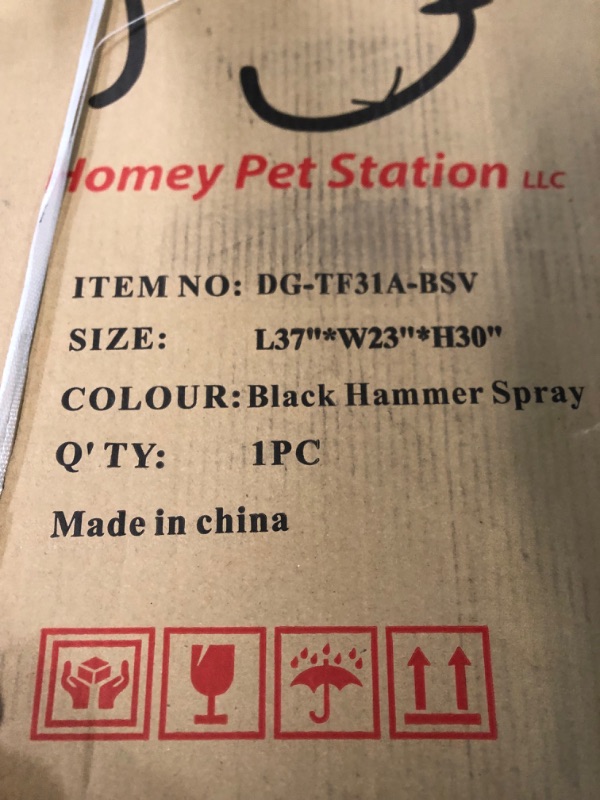 Homey Pet Station LLC
ITEM NO: DG-TF31A-BSV
SIZE: L37"*W23"*H30"
COLOUR: Black Hammer Spray
Q'TY: 1PC
Made in china